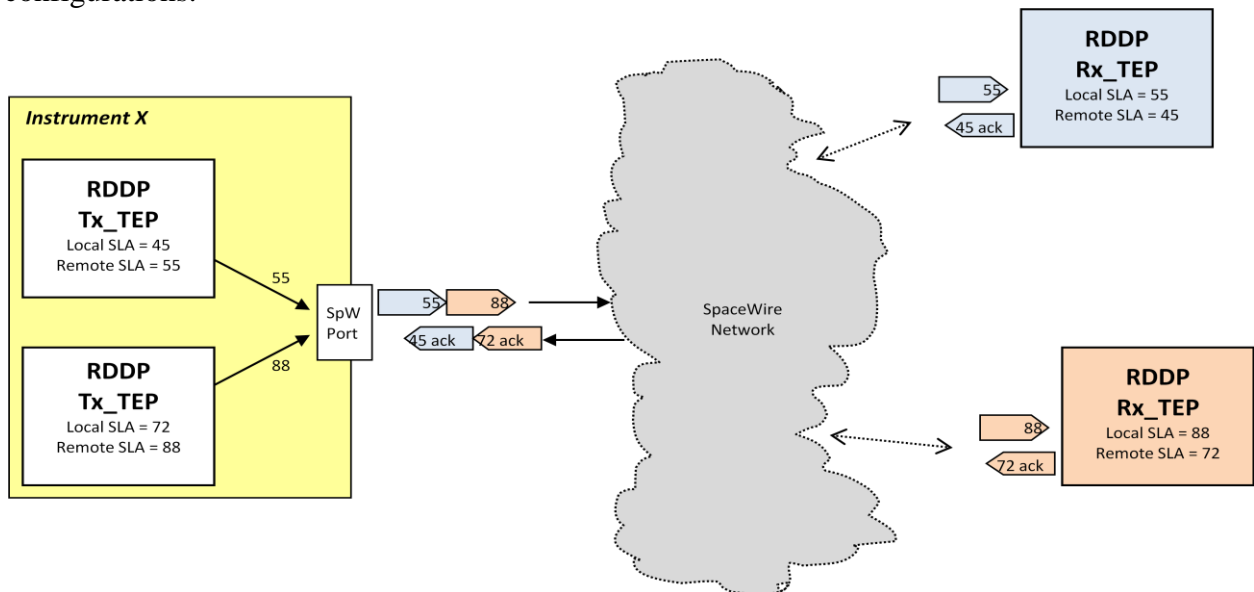 configurations.
Instrument X
RDDP
Tx_TEP
Local SLA = 45
Remote SLA = 55
55
RDDP
Tx_TEP
Local SLA = 72
Remote SLA = 88
88
SpW
Port
55
88
45 ack
72 ack
SpaceWire
Network
55
45 ack
RDDP
Rx_TEP
Local SLA = 55
Remote SLA = 45
88
72 ack
RDDP
Rx_TEP
Local SLA = 88
Remote SLA = 72